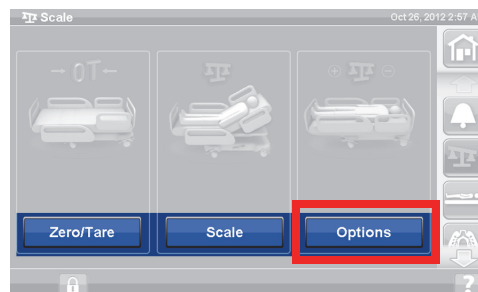 Scale Oct 26, 2012 2:57 A
→ 0T ←
Zero/Tare Scale Options
?